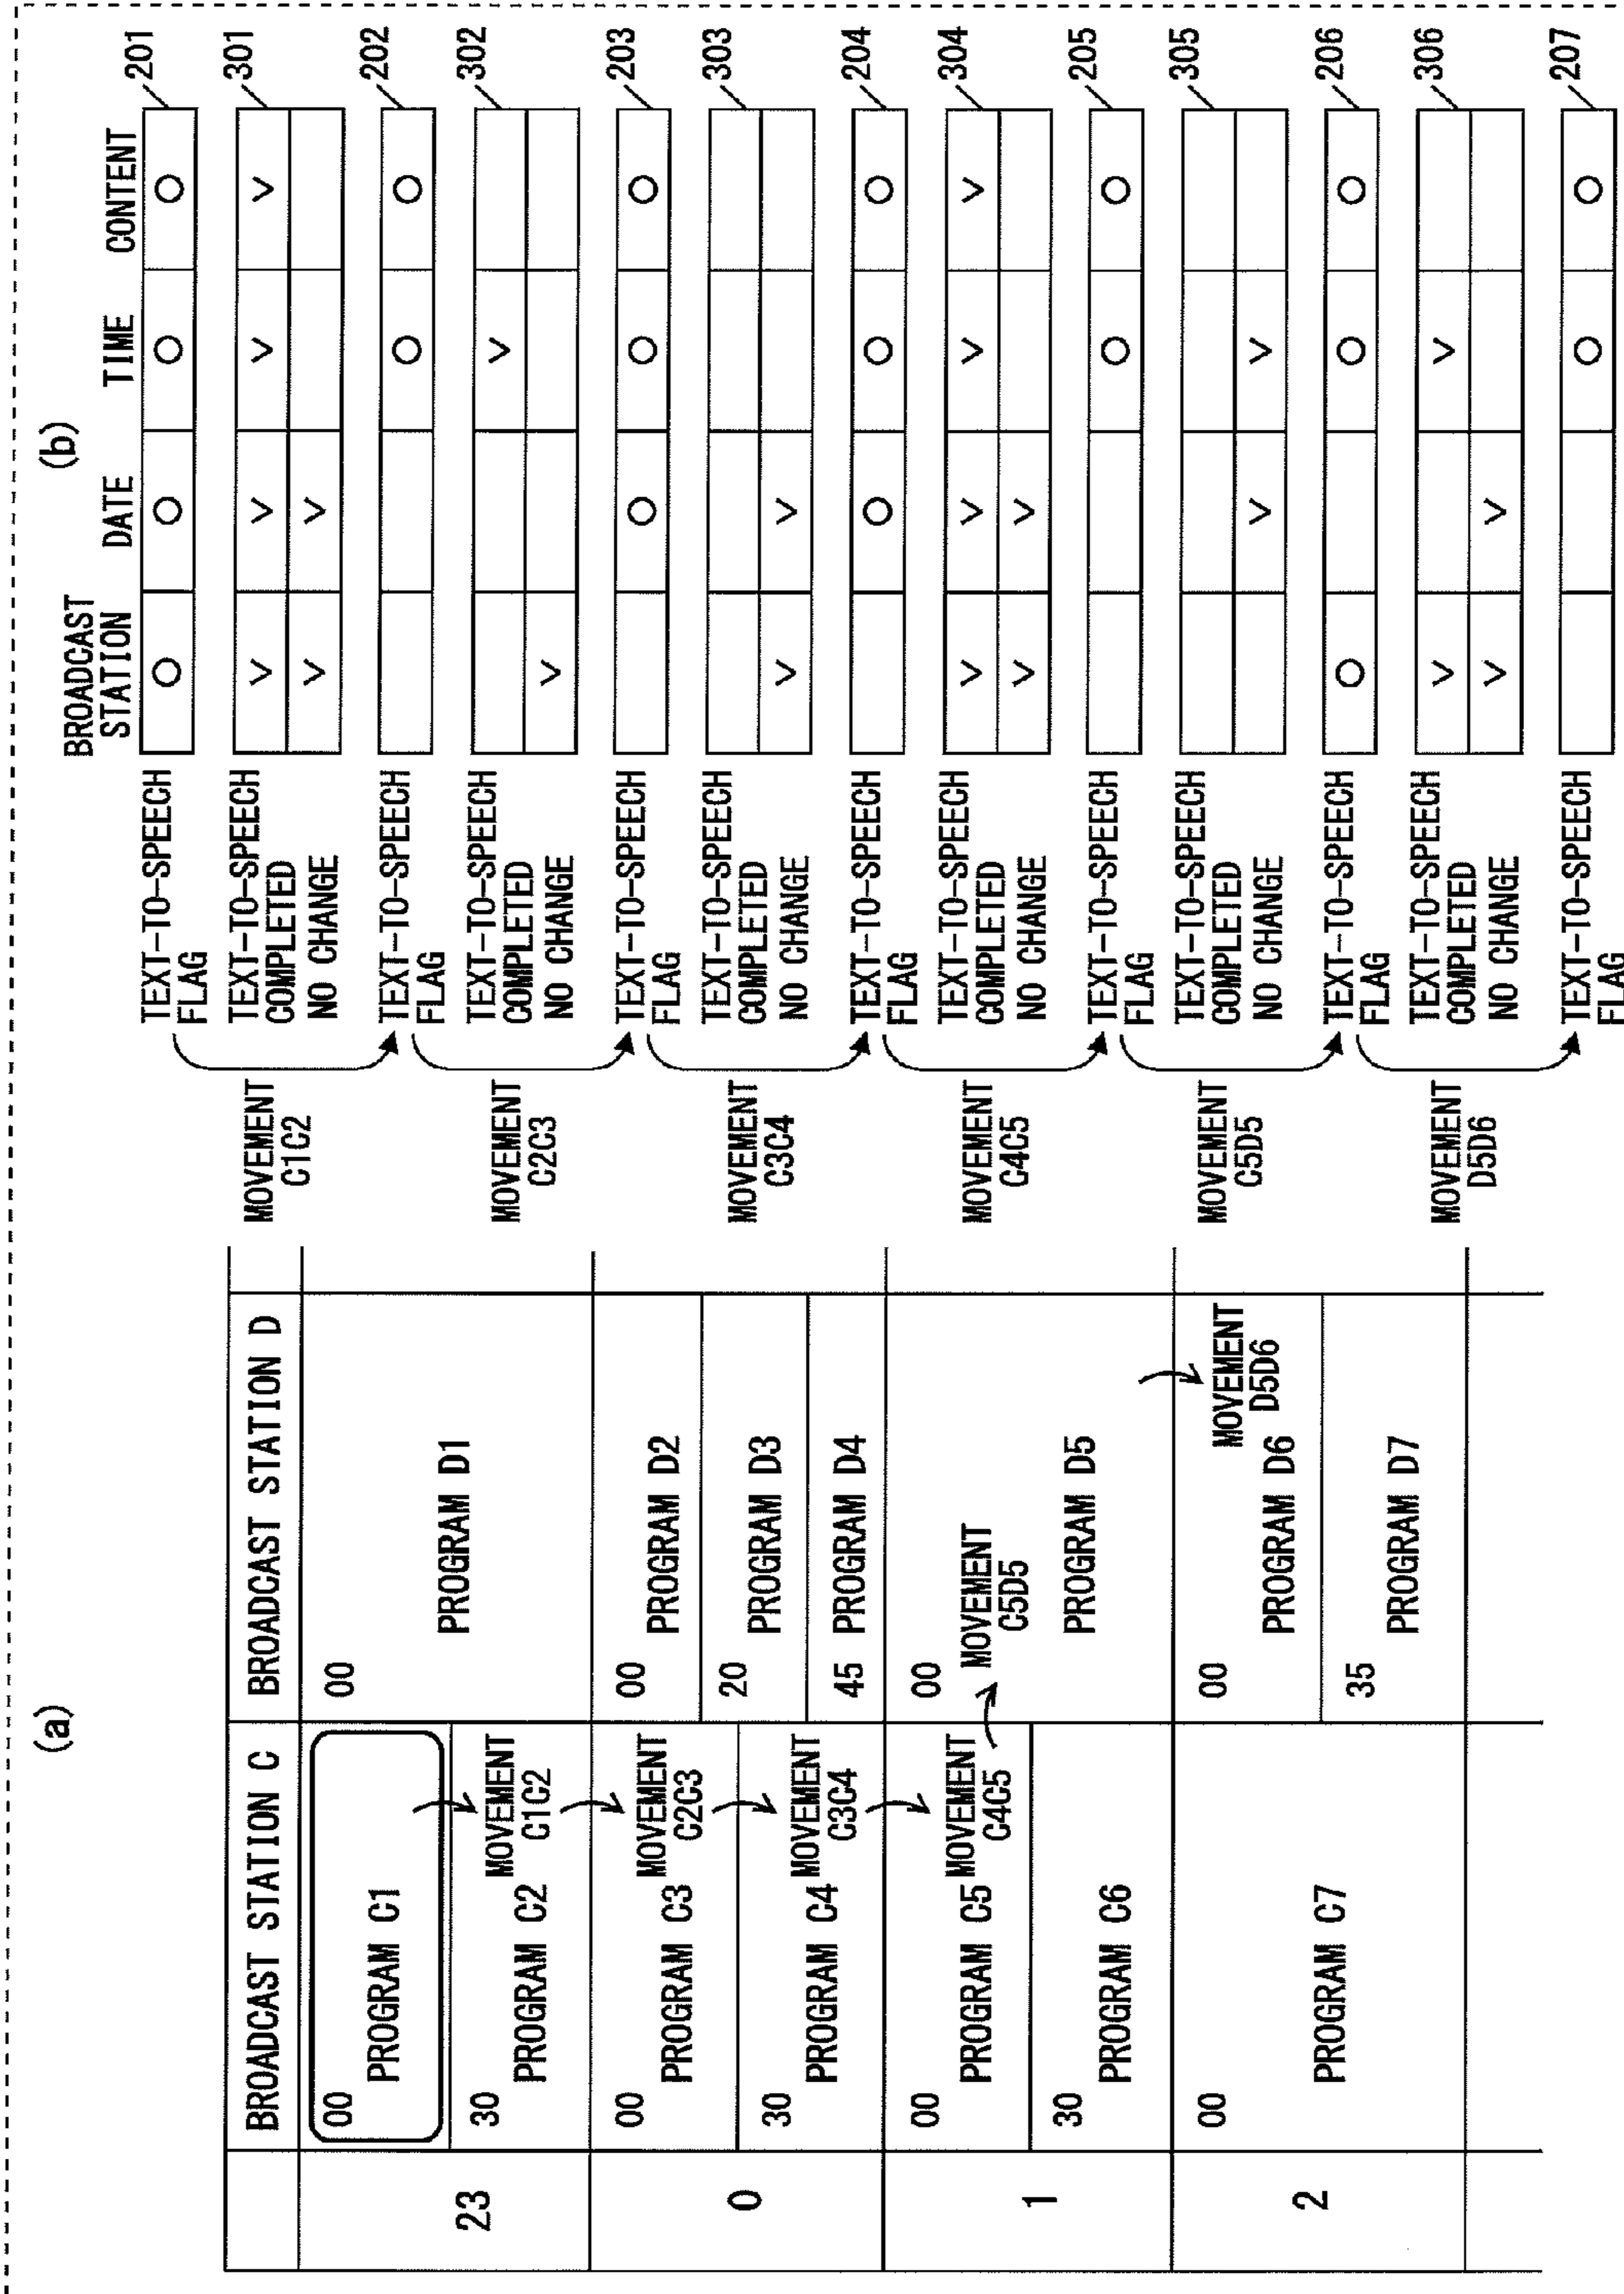 (a)
BROADCAST STATION C
BROADCAST STATION D
23
00
PROGRAM C1
30
PROGRAM C2
MOVEMENT
C1C2
00
PROGRAM D1
0
00
PROGRAM C3
MOVEMENT
C2C3
30
PROGRAM C4
MOVEMENT
C3C4
00
PROGRAM D2
20
PROGRAM D3
45 PROGRAM D4
1
00
PROGRAM C5
MOVEMENT
C4C5
30
PROGRAM C6
00
MOVEMENT
C5D5
PROGRAM D5
2
00
PROGRAM C7
00
MOVEMENT
D5D6
PROGRAM D6
35
PROGRAM D7
(b)
BROADCAST
STATION
DATE
TIME
CONTENT
TEXT-TO-SPEECH
FLAG
O O O O
201
MOVEMENT
C1C2
TEXT-TO-SPEECH
COMPLETED
V V V V
301
NO CHANGE
V V
TEXT-TO-SPEECH
FLAG
O O
202
MOVEMENT
C2C3
TEXT-TO-SPEECH
COMPLETED
V
302
NO CHANGE
V
TEXT-TO-SPEECH
FLAG
O O O
203
MOVEMENT
C3C4
TEXT-TO-SPEECH
COMPLETED
303
NO CHANGE
V V
TEXT-TO-SPEECH
FLAG
O O O
204
MOVEMENT
C4C5
TEXT-TO-SPEECH
COMPLETED
V V V V
304
NO CHANGE
V V
TEXT-TO-SPEECH
FLAG
O O
205
MOVEMENT
C5D5
TEXT-TO-SPEECH
COMPLETED
305
NO CHANGE
V V
TEXT-TO-SPEECH
FLAG
O O O
206
MOVEMENT
D5D6
TEXT-TO-SPEECH
COMPLETED
V V
306
NO CHANGE
V V
TEXT-TO-SPEECH
FLAG
O O
207